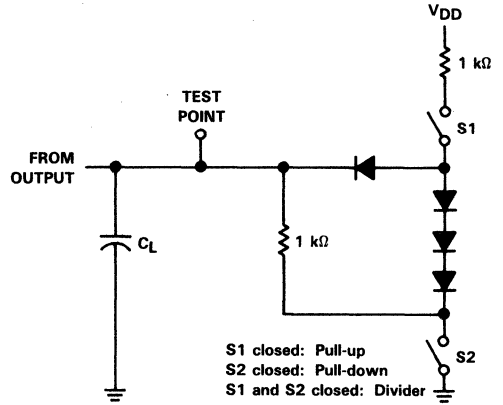 VDD
1 kΩ
S1
TEST
POINT
FROM
OUTPUT
CL
1 kΩ
S2
S1 closed: Pull-up
S2 closed: Pull-down
S1 and S2 closed: Divider